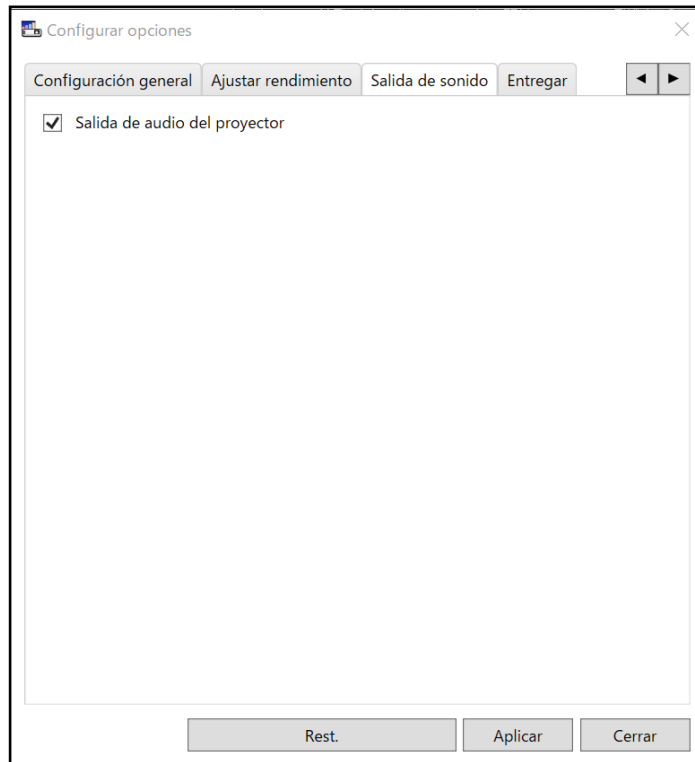 Configurar opciones
Configuración general Ajustar rendimiento Salida de sonido Entregar
Salida de audio del proyector
Rest. Aplicar Cerrar